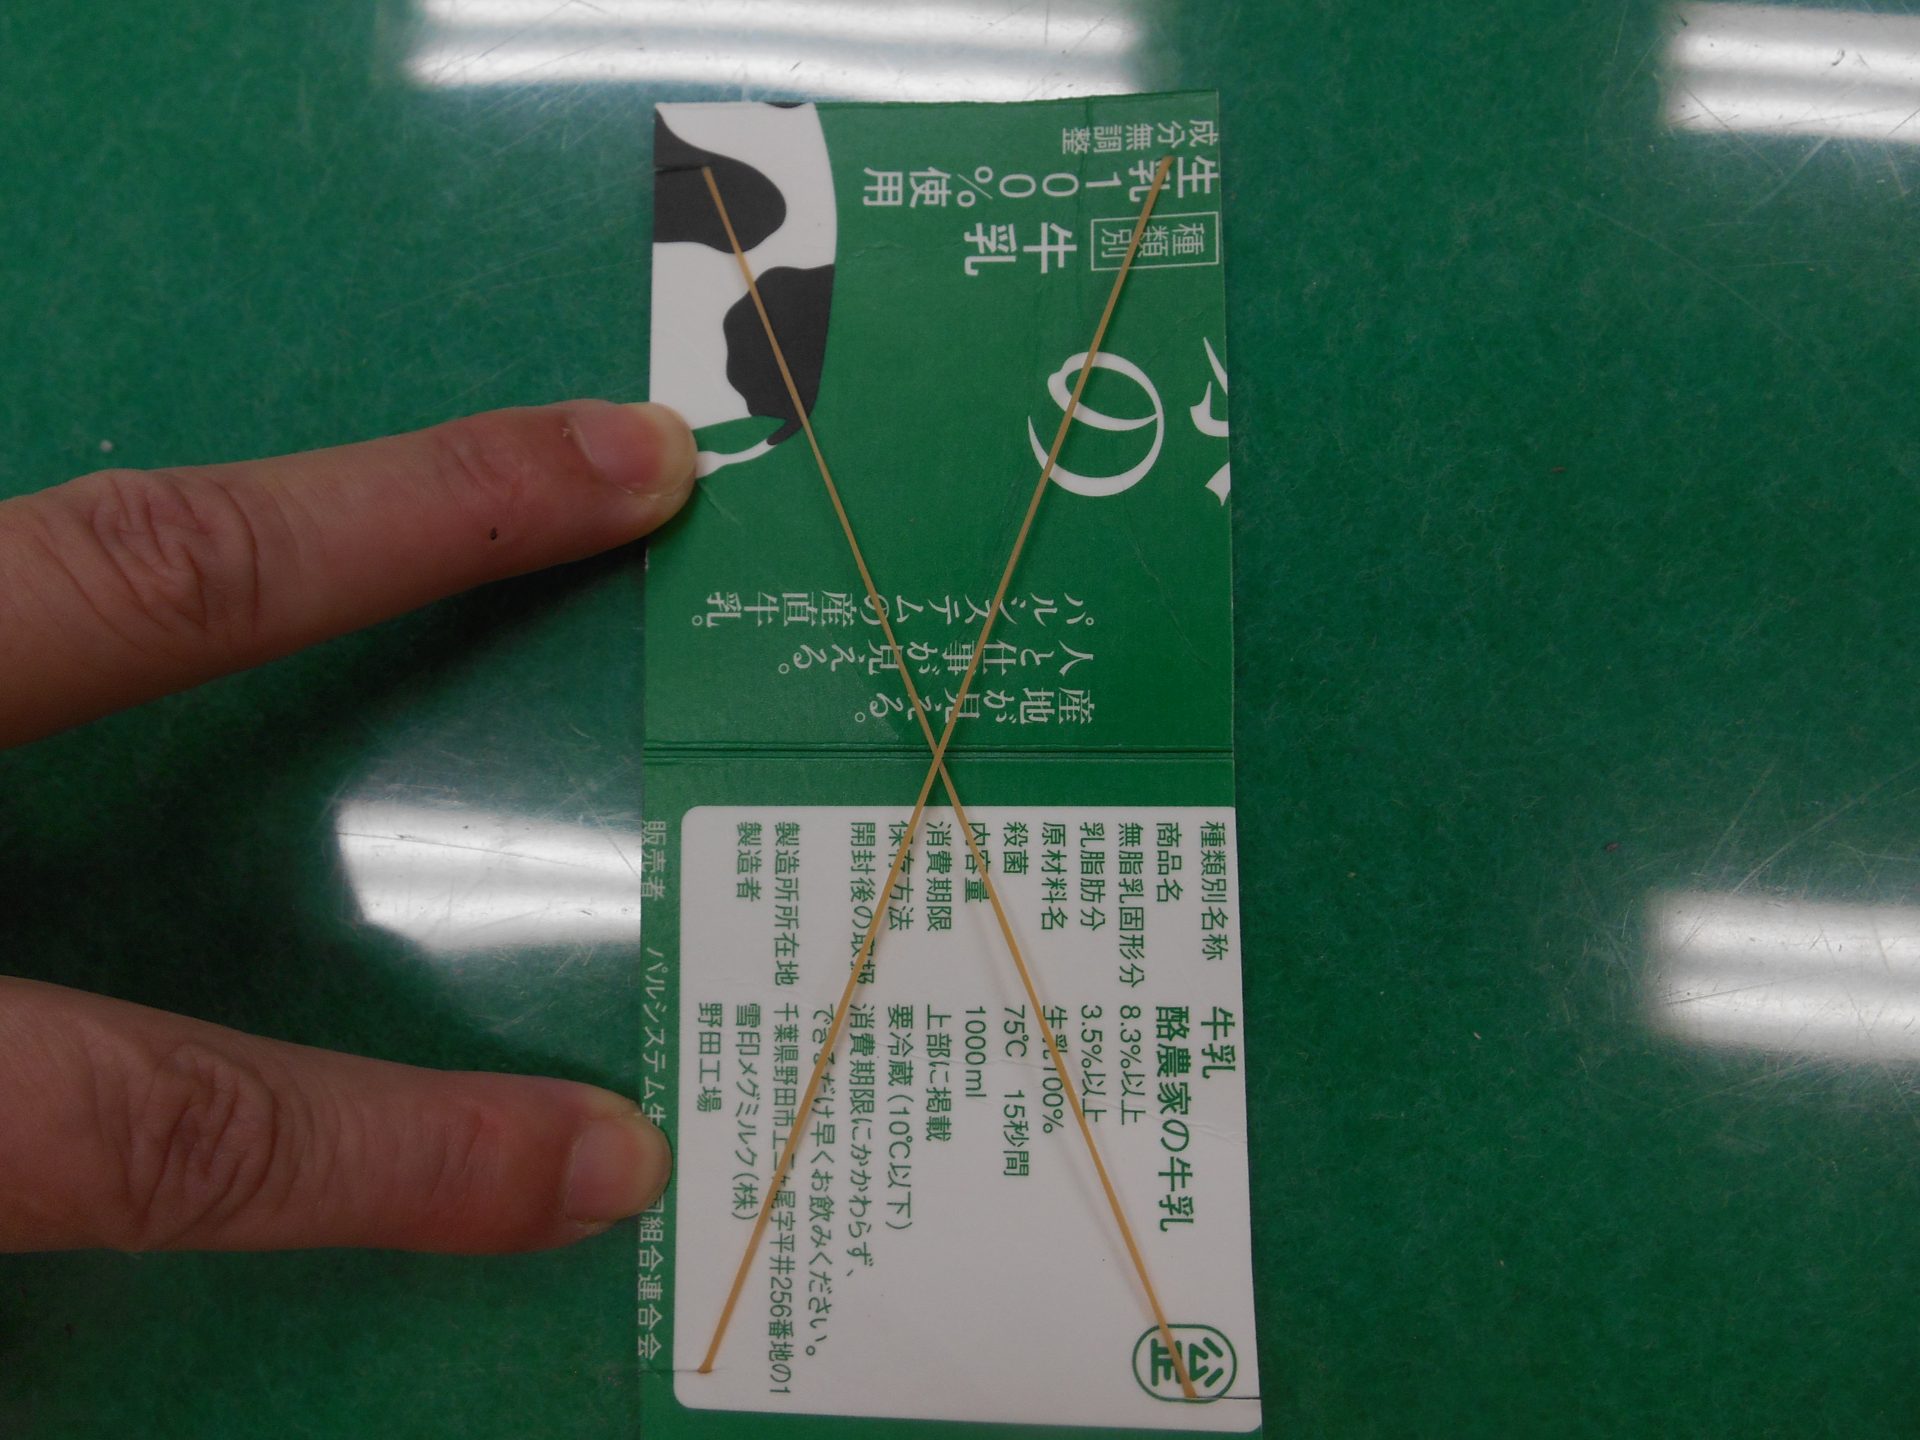 成分無調整
生乳100%使用
種類別
牛乳
の
産地が見える。
人と仕事が見える。
パルシステムの産直牛乳。
種類別名称 牛乳
商品名 酪農家の牛乳
無脂乳固形分 8.3%以上
乳脂肪分 3.5%以上
原材料名 生乳100%
殺菌 75℃ 15秒間
内容量 1000ml
消費期限 上部に掲載
保存方法 要冷蔵(10℃以下)
開封後の取扱 消費期限にかかわらず、
できるだけ早くお飲みください。
製造所所在地 千葉県野田市上三ヶ尾字平井256番地の1
製造者 雪印メグミルク(株)
野田工場
販売者 パルシステム生 組合連合会
公正